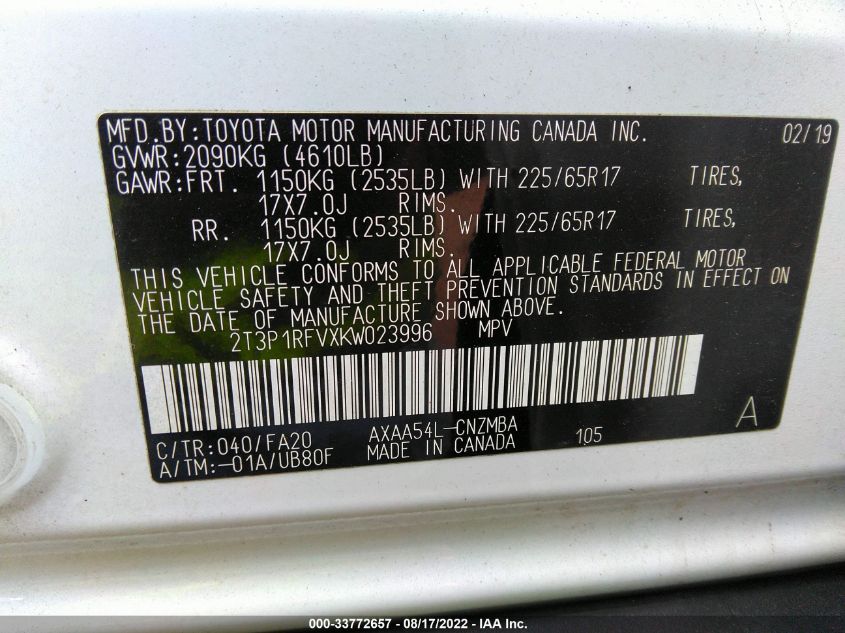 MFD.BY:TOYOTA MOTOR MANUFACTURING CANADA INC. 02/19
GVWR:2090KG (4610LB)
GAWR:FRT. 1150KG (2535LB) WITH 225/65R17 TIRES,
17X7.0J RIMS.
RR. 1150KG (2535LB) WITH 225/65R17 TIRES,
17X7.0J RIMS.
THIS VEHICLE CONFORMS TO ALL APPLICABLE FEDERAL MOTOR
VEHICLE SAFETY AND THEFT PREVENTION STANDARDS IN EFFECT ON
THE DATE OF MANUFACTURE SHOWN ABOVE.
2T3P1RFVXKW023996 MPV
C/TR:040/FA20 AXAA54L-CNZMBA A
A/TM:-01A/UB80F MADE IN CANADA 105
000-33772657 - 08/17/2022 - IAA Inc.